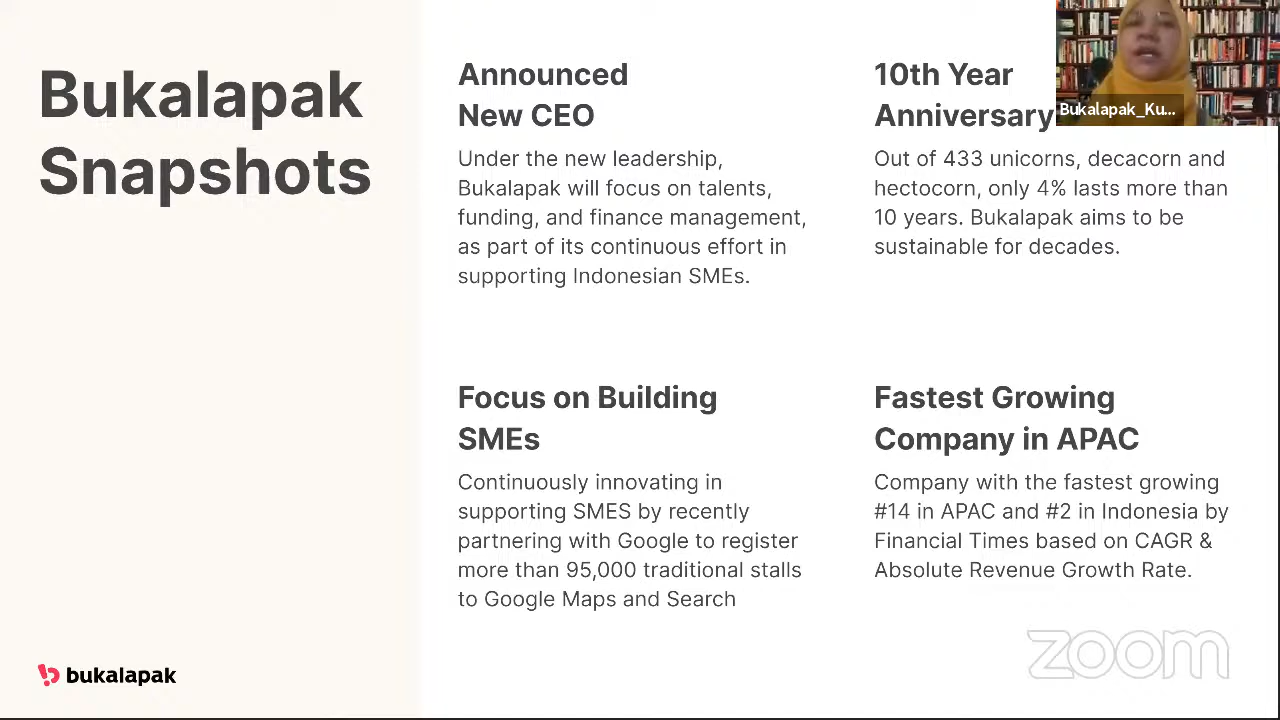 Bukalapak
Snapshots
Announced
New CEO
Under the new leadership,
Bukalapak will focus on talents,
funding, and finance management,
as part of its continuous effort in
supporting Indonesian SMEs.
10th Year
Anniversary
Out of 433 unicorns, decacorn and
hectocorn, only 4% lasts more than
10 years. Bukalapak aims to be
sustainable for decades.
Bukalapak_Ku...
Focus on Building
SMEs
Continuously innovating in
supporting SMES by recently
partnering with Google to register
more than 95,000 traditional stalls
to Google Maps and Search
Fastest Growing
Company in APAC
Company with the fastest growing
#14 in APAC and #2 in Indonesia by
Financial Times based on CAGR &
Absolute Revenue Growth Rate.
bukalapak
zoom